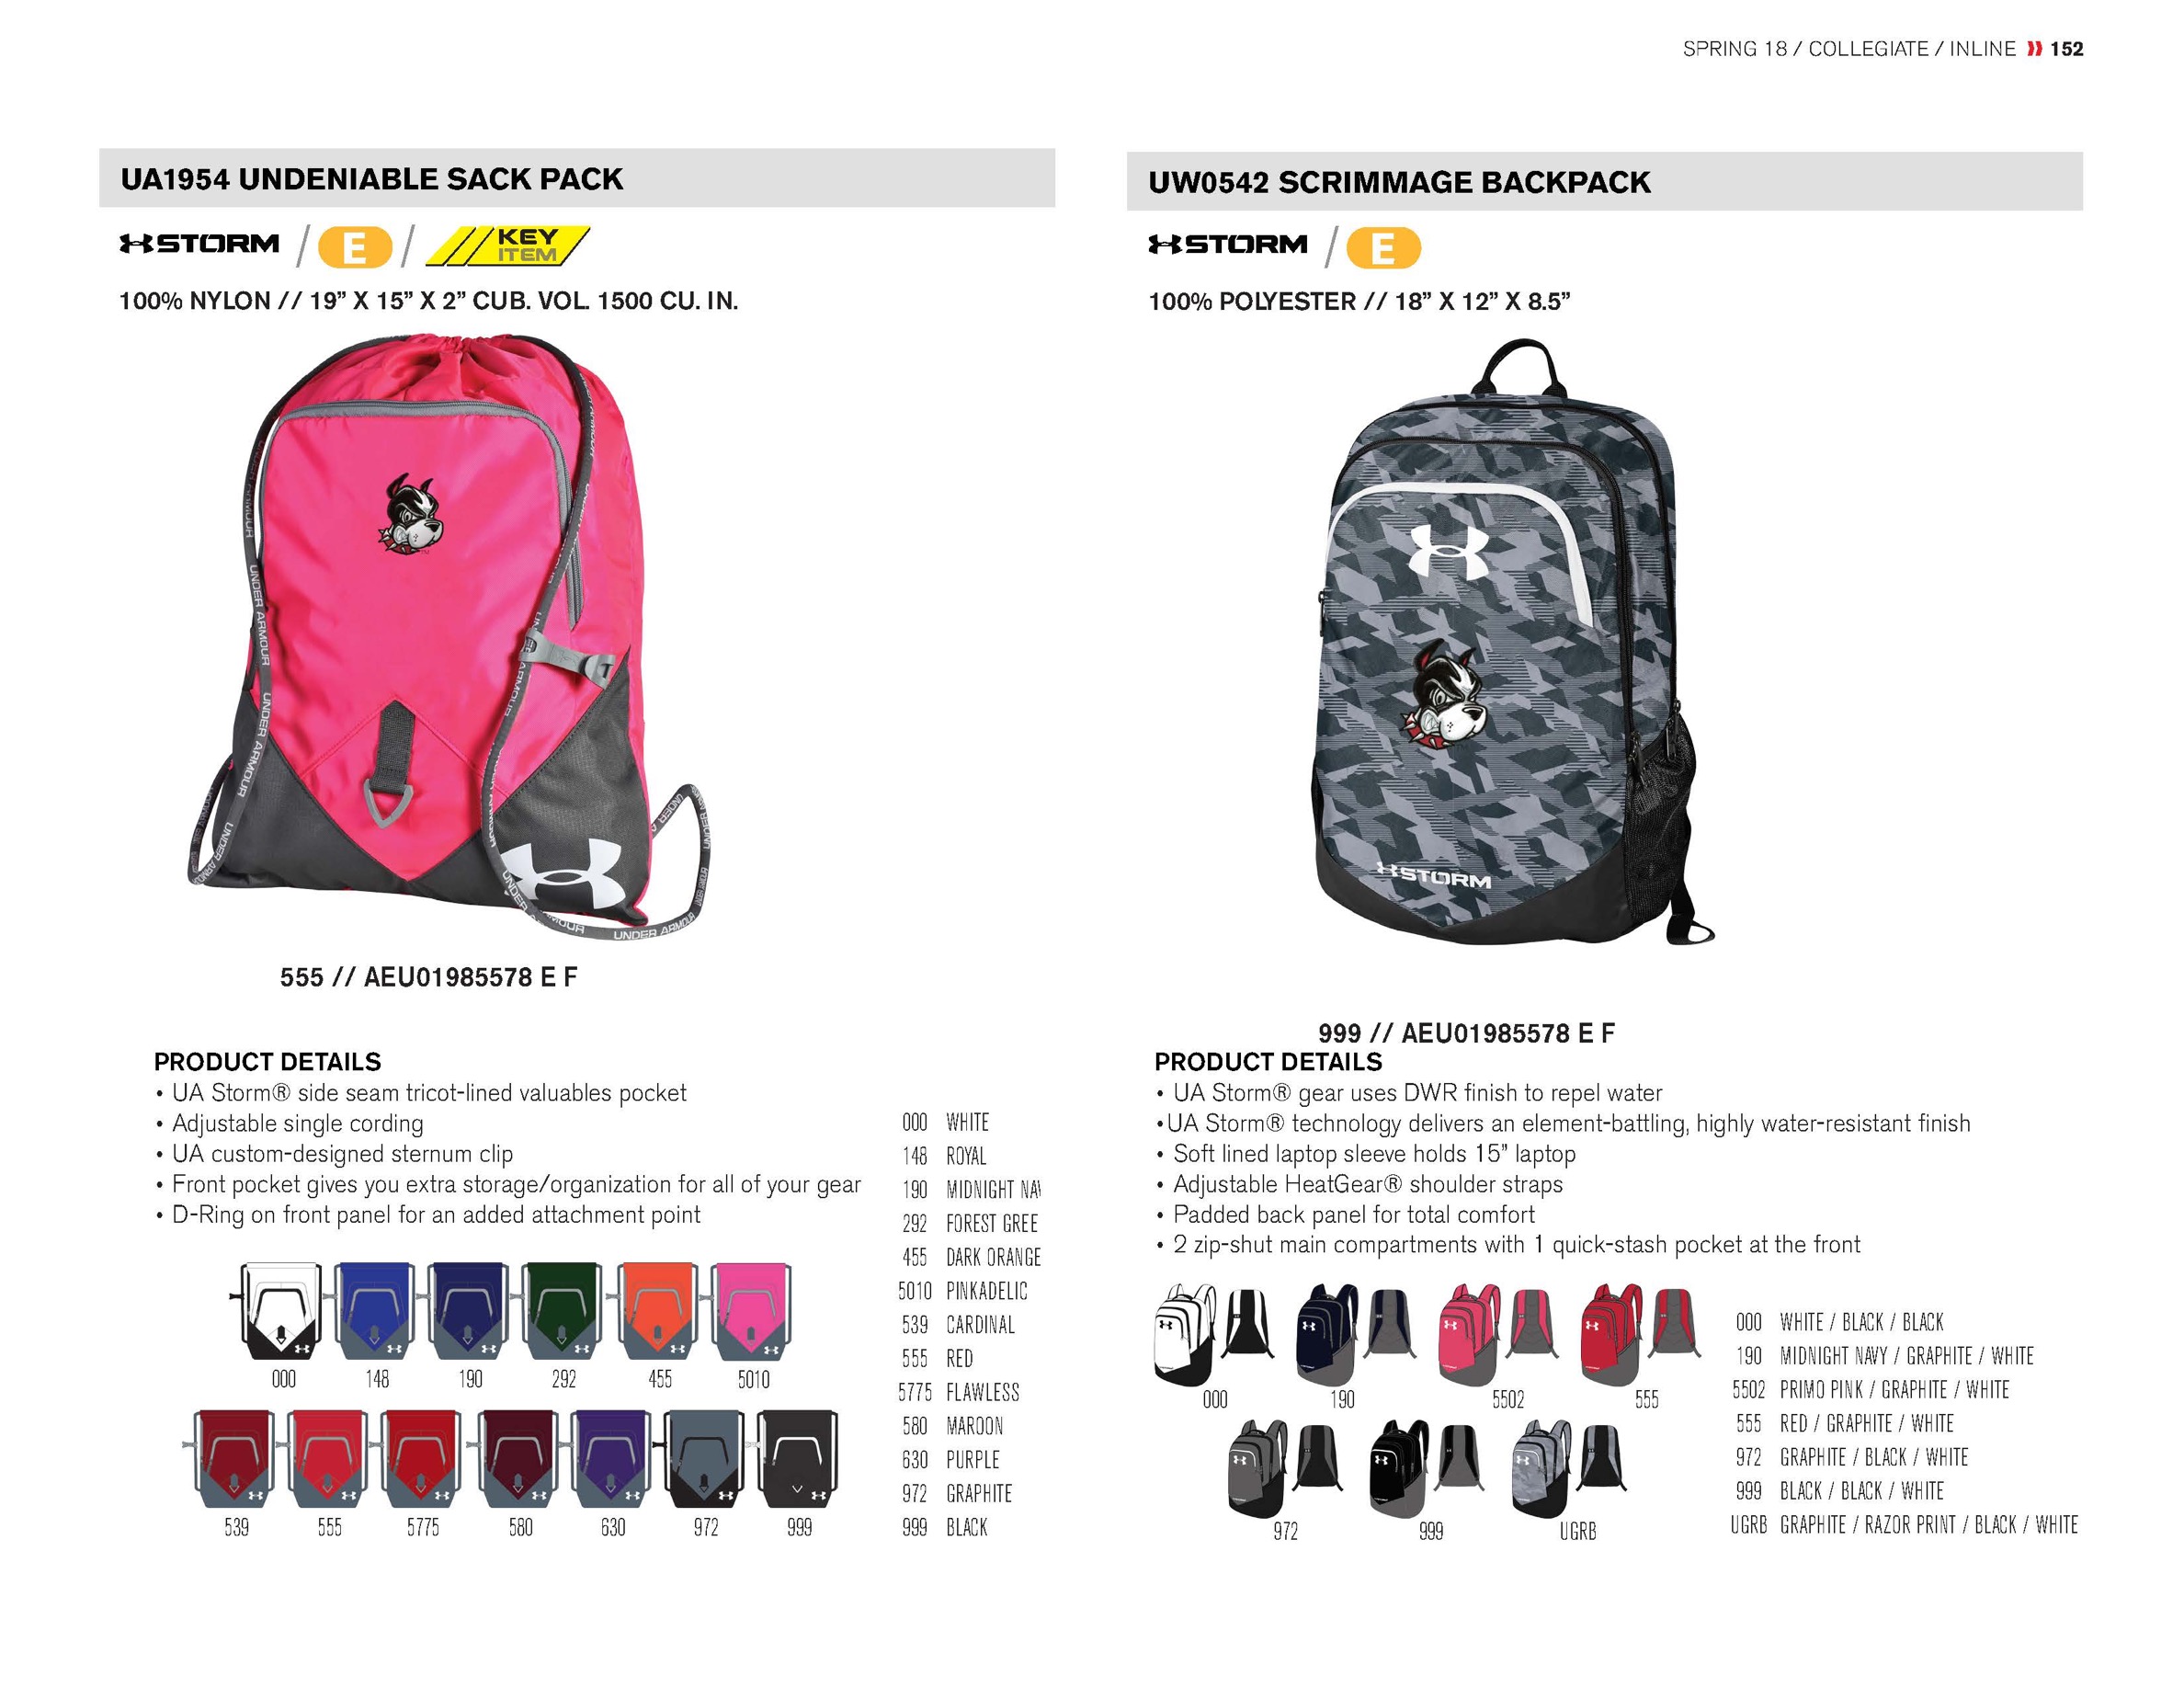 SPRING 18 / COLLEGIATE / INLINE 152
UA1954 UNDENIABLE SACK PACK
STORM / E / KEY ITEM
100% NYLON // 19” X 15” X 2” CUB. VOL. 1500 CU. IN.
UNDER ARMOUR
UNDER ARMOUR
UNDER ARMOUR
UNDER ARMOUR
555 // AEU01985578 E F
PRODUCT DETAILS
• UA Storm® side seam tricot-lined valuables pocket
• Adjustable single cording
• UA custom-designed sternum clip
• Front pocket gives you extra storage/organization for all of your gear
• D-Ring on front panel for an added attachment point
000 148 190 292 455 5010
539 555 5775 580 630 972 999
000 WHITE
148 ROYAL
190 MIDNIGHT NA
292 FOREST GREE
455 DARK ORANGE
5010 PINKADELIC
539 CARDINAL
555 RED
5775 FLAWLESS
580 MAROON
630 PURPLE
972 GRAPHITE
999 BLACK
UW0542 SCRIMMAGE BACKPACK
STORM / E
100% POLYESTER // 18” X 12” X 8.5”
STORM
999 // AEU01985578 E F
PRODUCT DETAILS
• UA Storm® gear uses DWR finish to repel water
•UA Storm® technology delivers an element-battling, highly water-resistant finish
• Soft lined laptop sleeve holds 15" laptop
• Adjustable HeatGear® shoulder straps
• Padded back panel for total comfort
• 2 zip-shut main compartments with 1 quick-stash pocket at the front
000 190 5502 555
972 999 UGRB
000 WHITE / BLACK / BLACK
190 MIDNIGHT NAVY / GRAPHITE / WHITE
5502 PRIMO PINK / GRAPHITE / WHITE
555 RED / GRAPHITE / WHITE
972 GRAPHITE / BLACK / WHITE
999 BLACK / BLACK / WHITE
UGRB GRAPHITE / RAZOR PRINT / BLACK / WHITE